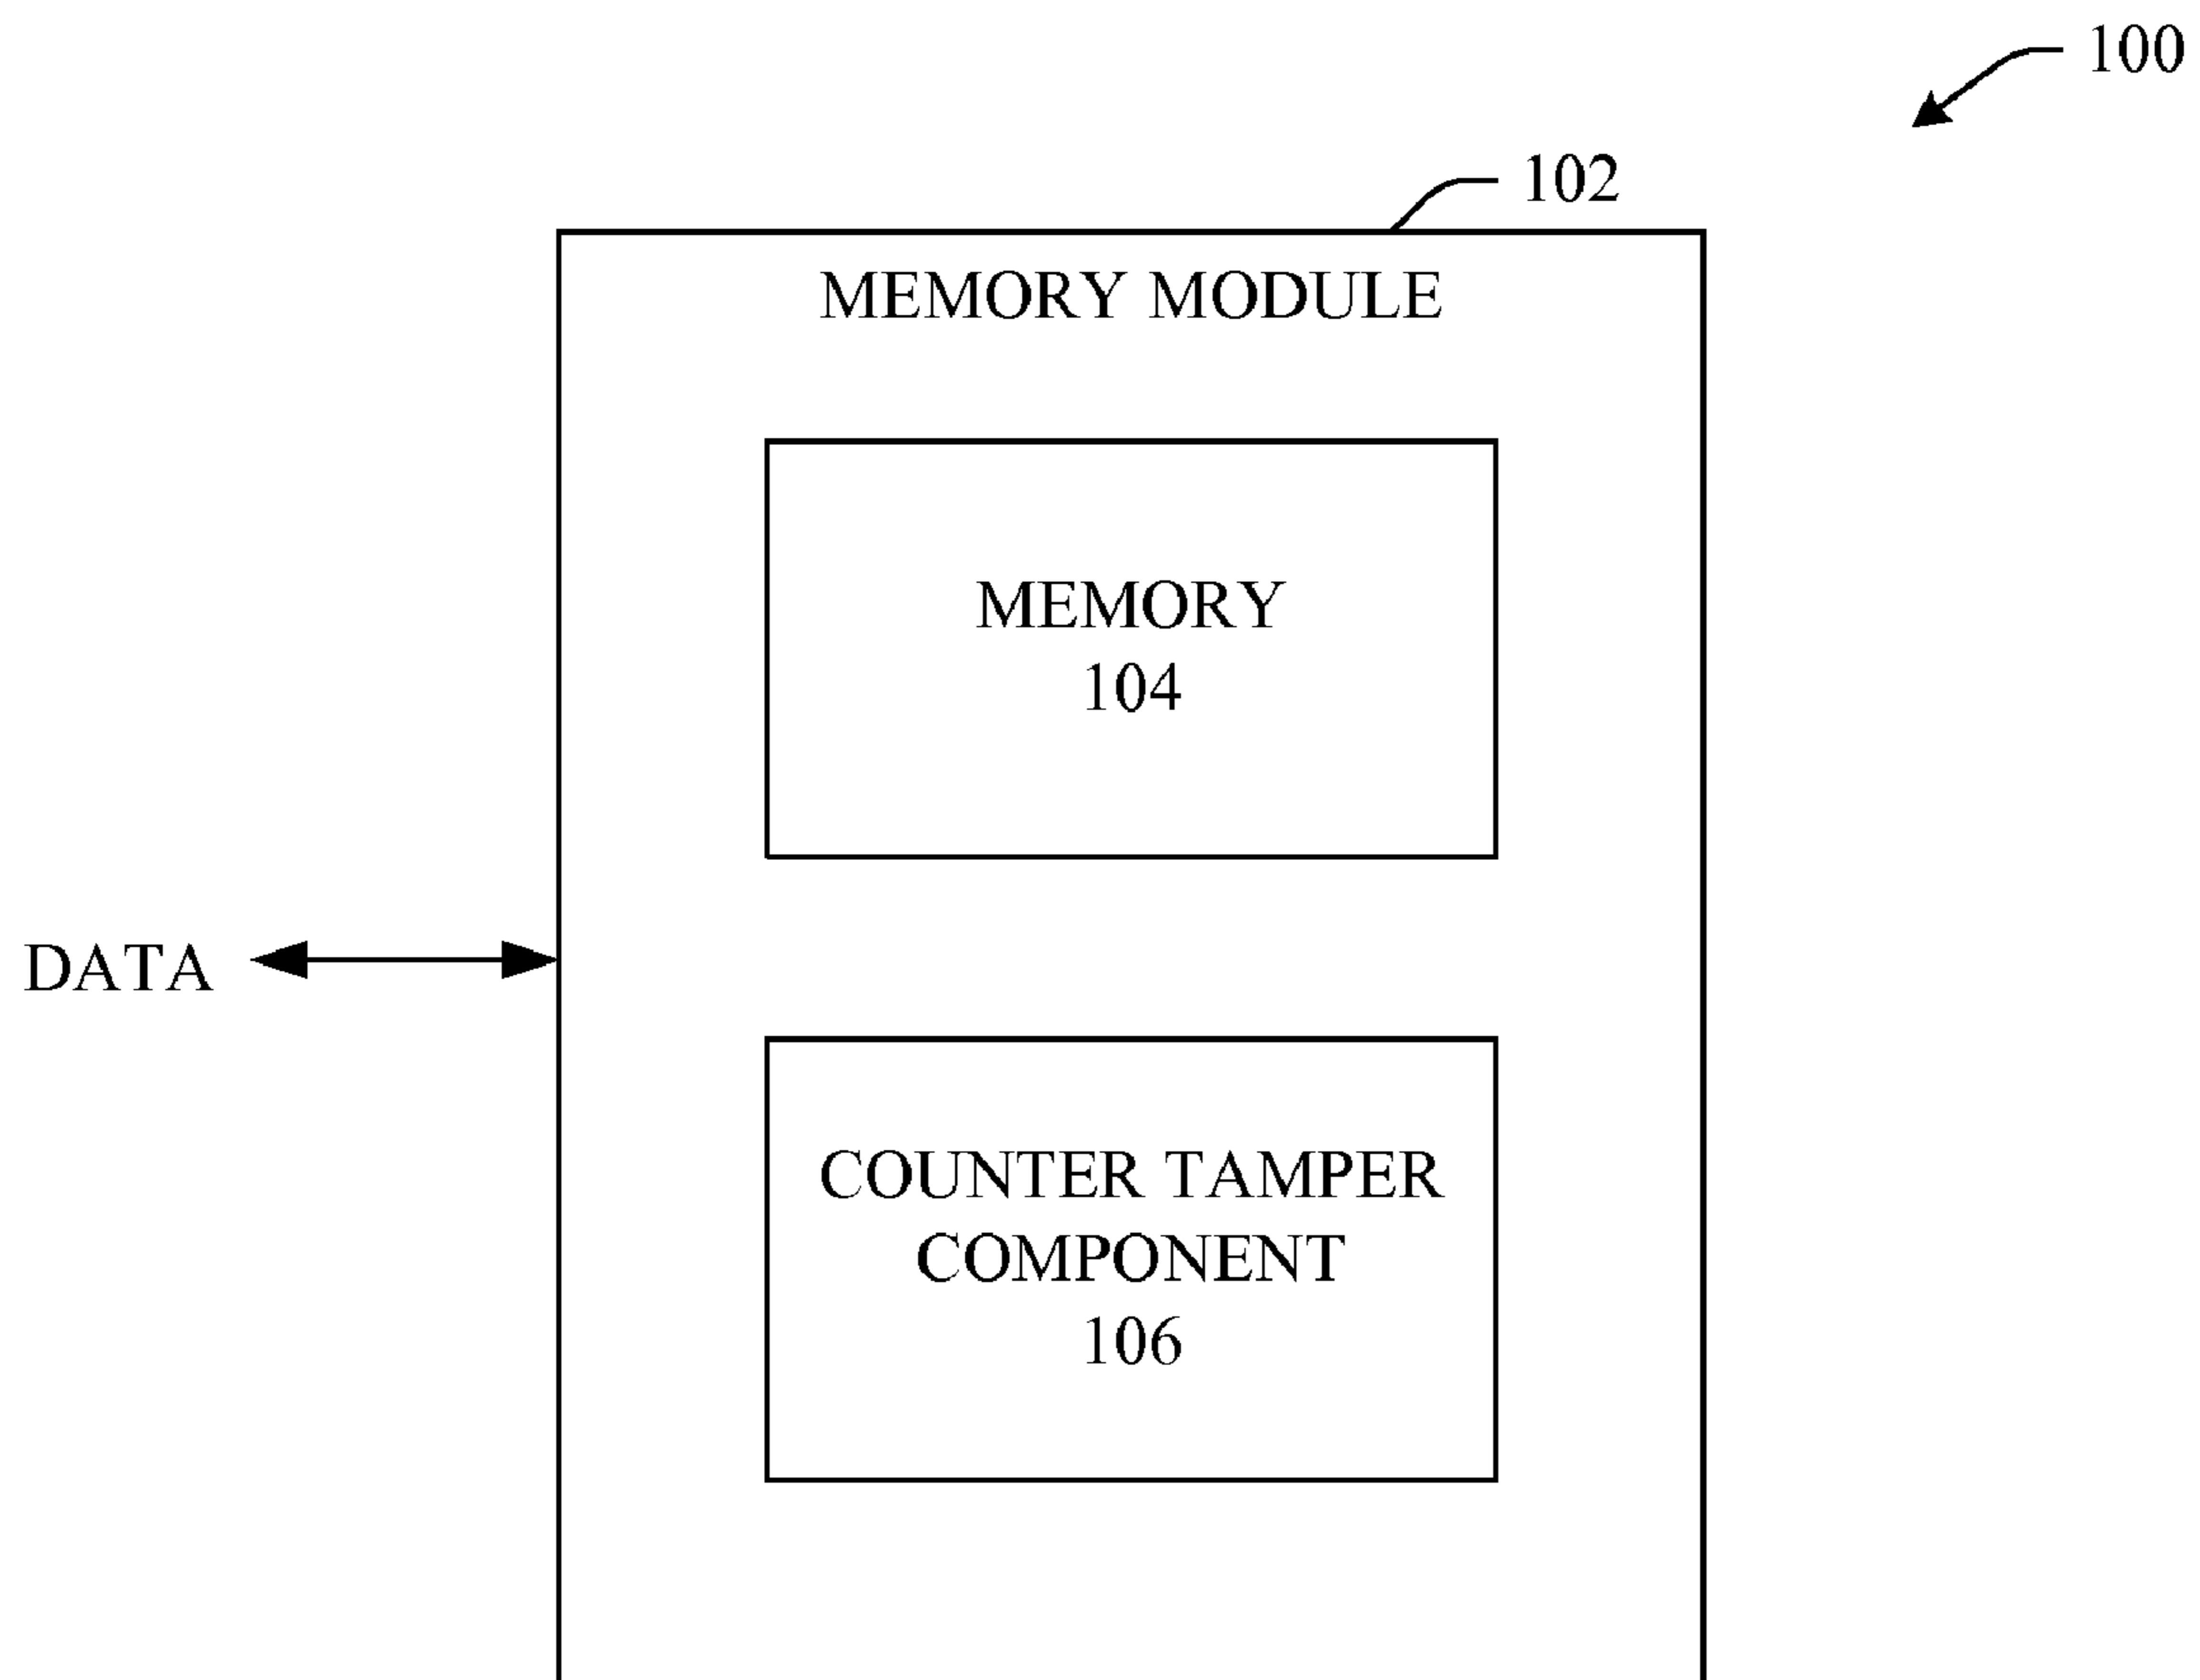 100
102
MEMORY MODULE
MEMORY
104
DATA
COUNTER TAMPER
COMPONENT
106